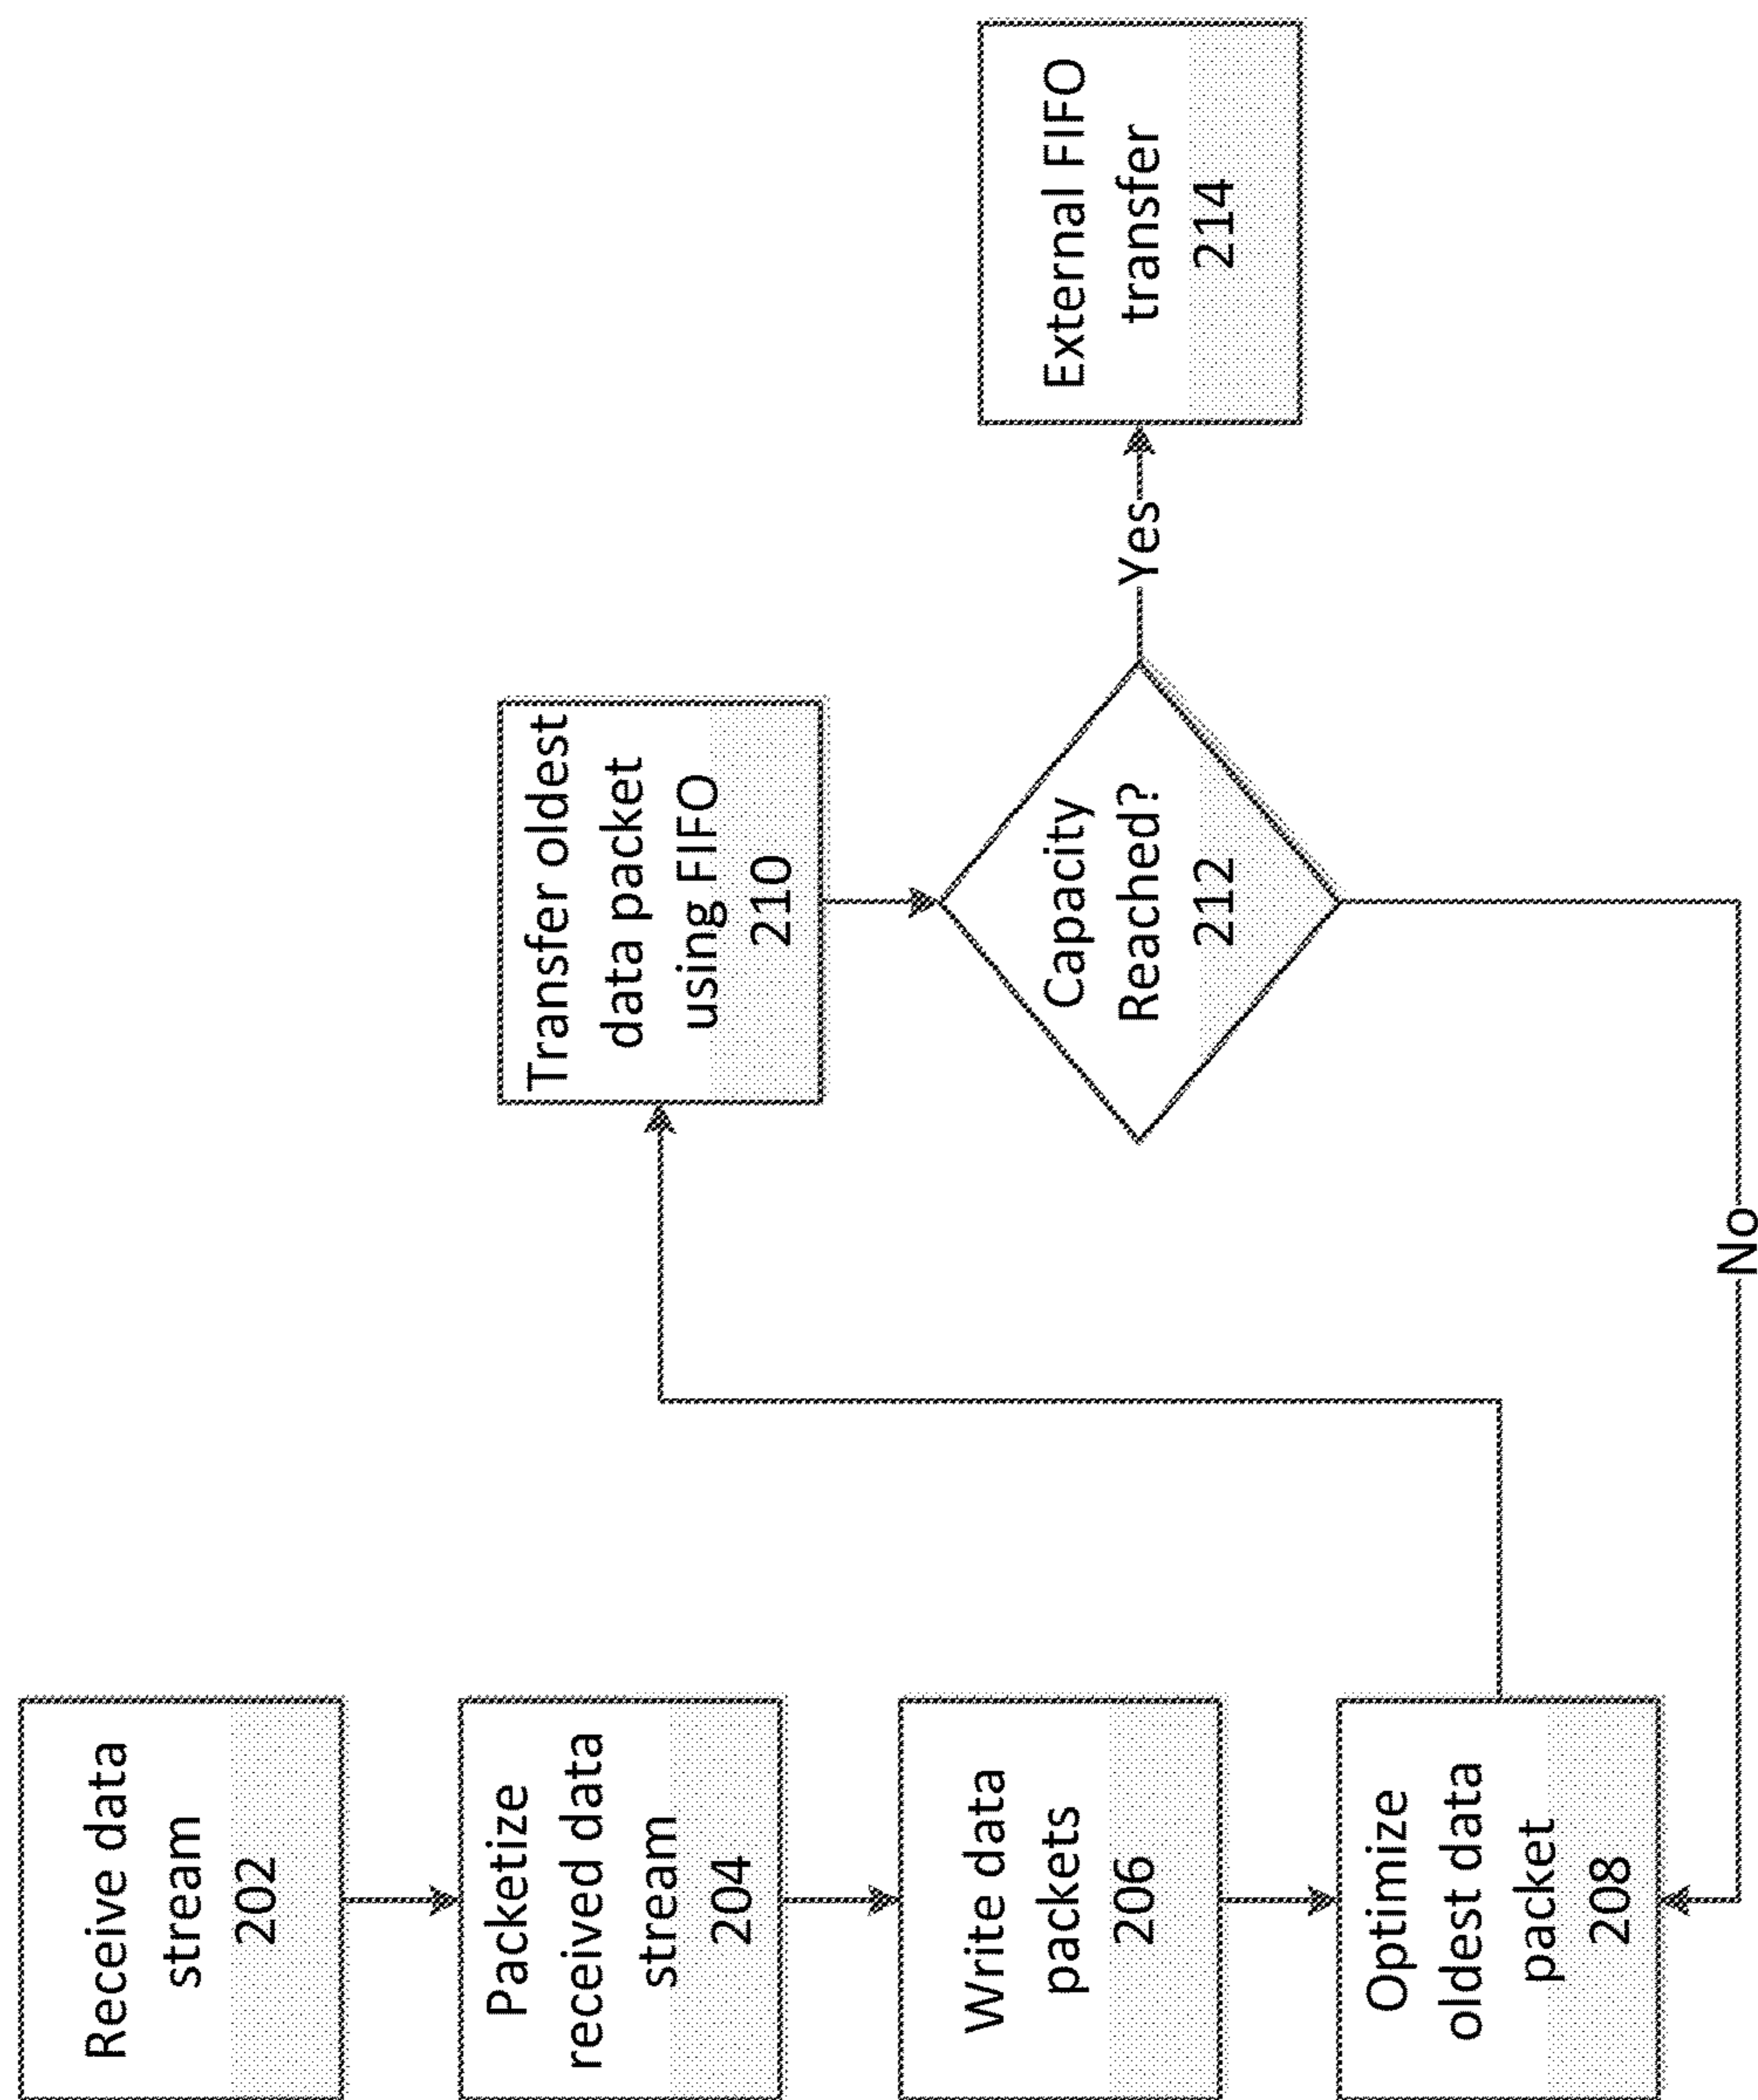 Receive data
stream
202
Packetize
received data
stream
204
Write data
packets
206
Optimize
oldest data
packet
208
Transfer oldest
data packet
using FIFO
210
Capacity
Reached?
212
Yes
No
External FIFO
transfer
214